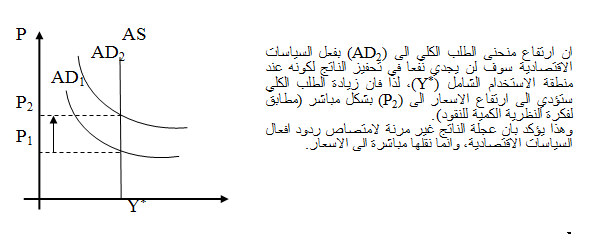 P
AS
AD2
AD1
P2
P1
Y*
ان ارتفاع منحنى الطلب الكلي الى (AD2) بفعل السياسات
الاقتصادية سوف لن يجدي نفعا في تحفيز الناتج لكونه عند
منطقة الاستخدام الشامل (Y*)، لذا فان زيادة الطلب الكلي
ستؤدي الى ارتفاع الاسعار الى (P2) بشكل مباشر (مطابق
لفكرة النظرية الكمية للنقود).
وهذا يؤكد بان عجلة الناتج غير مرنة لامتصاص ردود افعال
السياسات الاقتصادية، وانما نقلها مباشرة الى الاسعار.